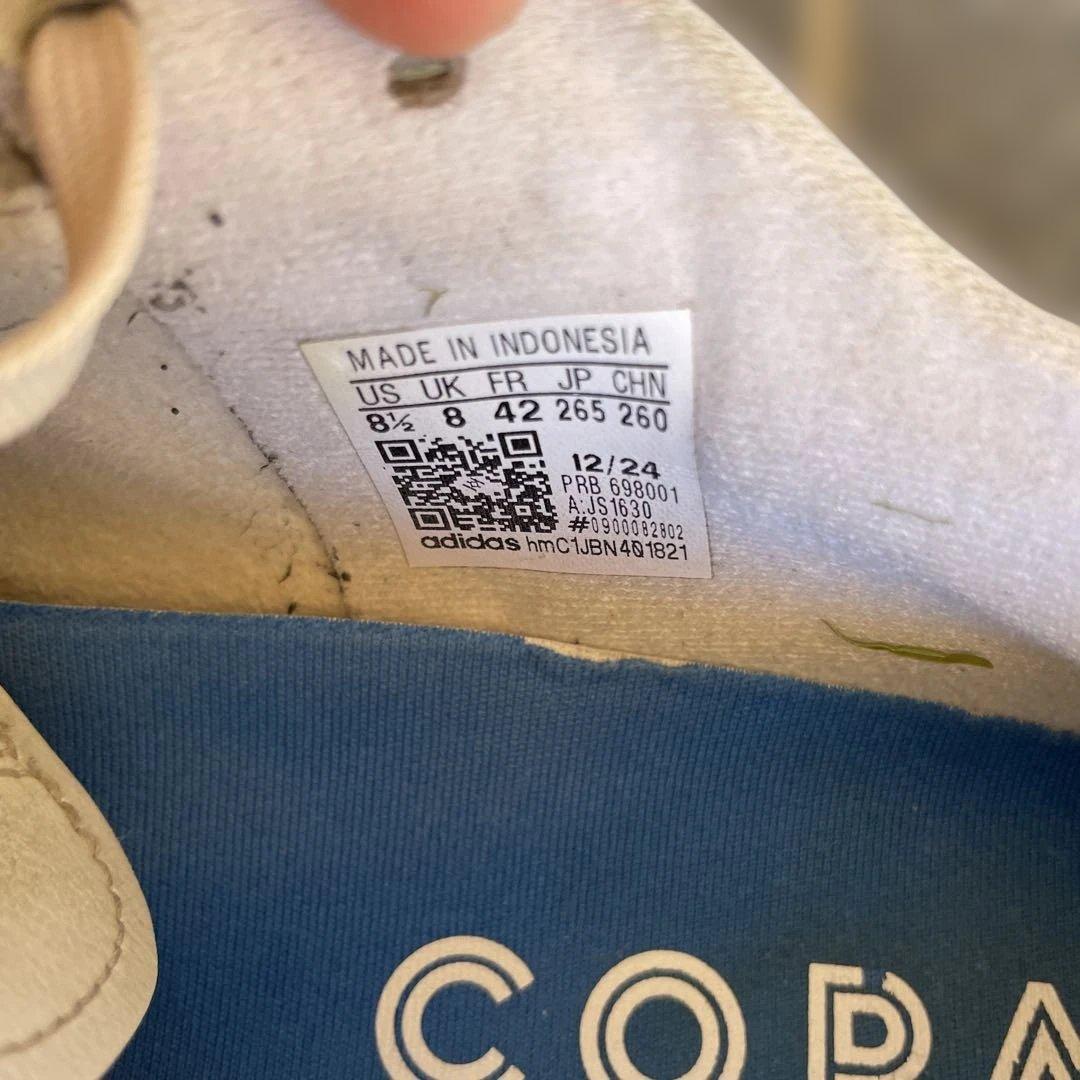 MADE IN INDONESIA
US UK FR JP CHN
8½ 8 42 265 260
12/24
PRB 698001
A:JS1630
#0900082802
adidas hmC1JBN4Q1821
COPA